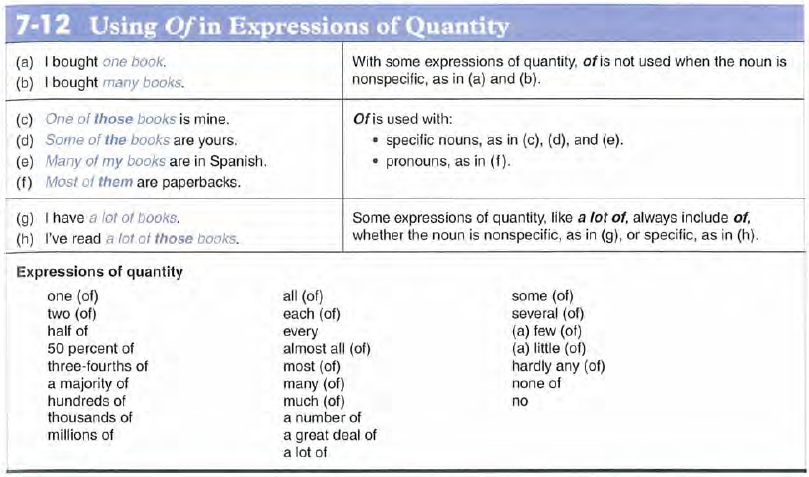 7-12 Using Of in Expressions of Quantity
(a) I bought one book.
(b) I bought many books.
With some expressions of quantity, of is not used when the noun is
nonspecific, as in (a) and (b).
(c) One of those books is mine.
(d) Some of the books are yours.
(e) Many of my books are in Spanish.
(f) Most of them are paperbacks.
Of is used with:
• specific nouns, as in (c), (d), and (e).
• pronouns, as in (f).
(g) I have a lot of books.
(h) I've read a lot of those books.
Some expressions of quantity, like a lot of, always include of,
whether the noun is nonspecific, as in (g), or specific, as in (h).
Expressions of quantity
one (of)
two (of)
half of
50 percent of
three-fourths of
a majority of
hundreds of
thousands of
millions of
all (of)
each (of)
every
almost all (of)
most (of)
many (of)
much (of)
a number of
a great deal of
a lot of
some (of)
several (of)
(a) few (of)
(a) little (of)
hardly any (of)
none of
no